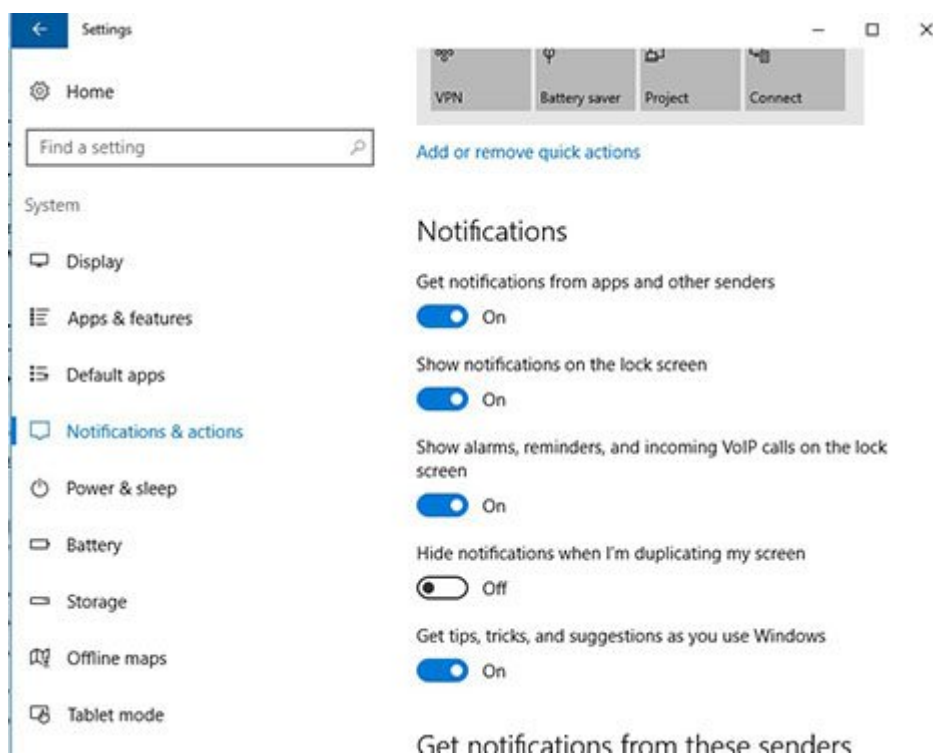 Settings
Home
Find a setting
System
Display
Apps & features
Default apps
Notifications & actions
Power & sleep
Battery
Storage
Offline maps
Tablet mode
VPN
Battery saver
Project
Connect
Add or remove quick actions
Notifications
Get notifications from apps and other senders
On
Show notifications on the lock screen
On
Show alarms, reminders, and incoming VoIP calls on the lock
screen
On
Hide notifications when I'm duplicating my screen
Off
Get tips, tricks, and suggestions as you use Windows
On
Get notifications from these senders